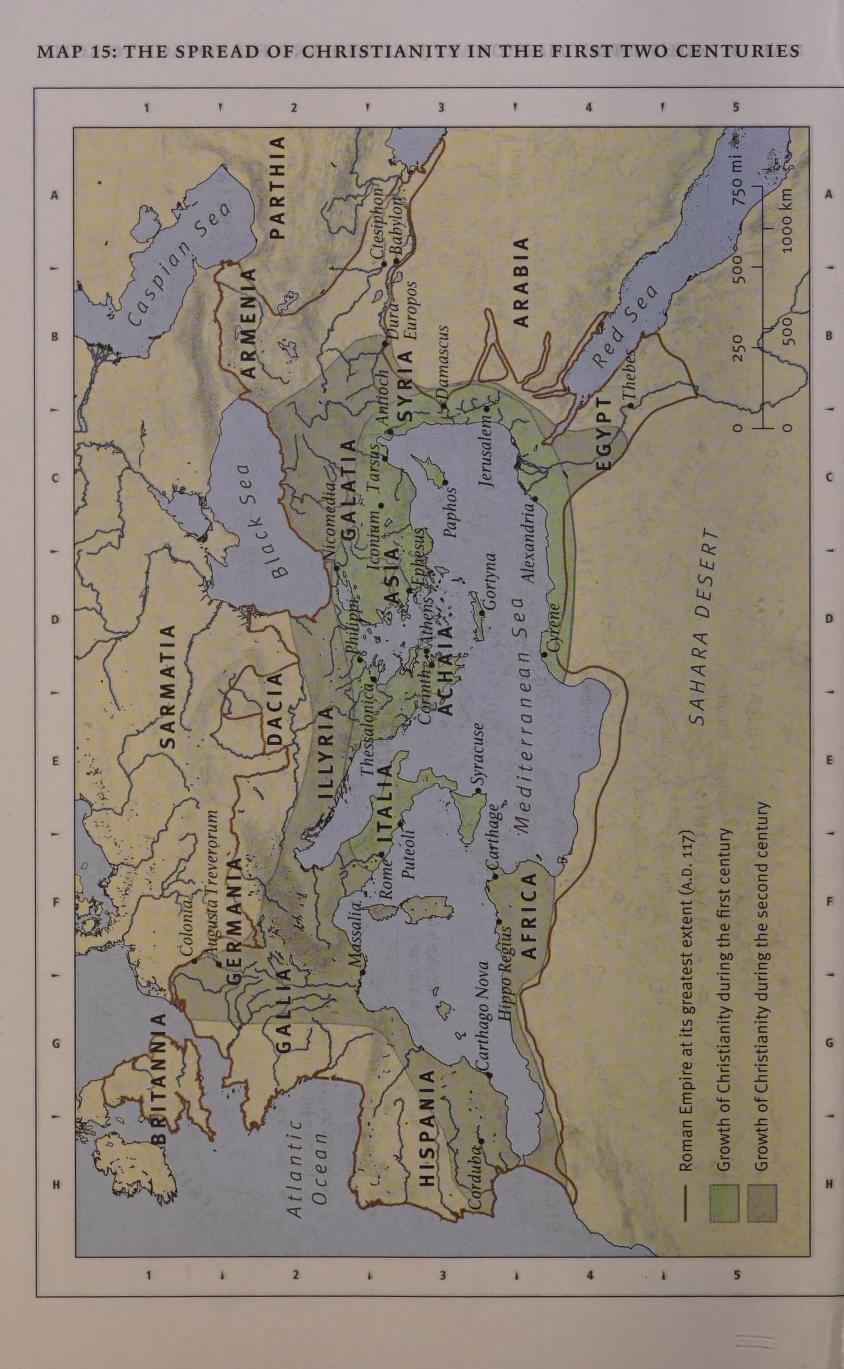 MAP 15: THE SPREAD OF CHRISTIANITY IN THE FIRST TWO CENTURIES
1 2 3 4 5
A
B
C
D
E
F
G
H
A
B
C
D
E
F
G
H
1 2 3 4 5
BRITANNIA
Atlantic
Ocean
HISPANIA
Corduba
Carthago Nova
GALLIA
GERMANIA
Colonia
Augusta Treverorum
Massalia
Hippo Regius
AFRICA
Carthage
Rome
Puteoli
ITALIA
Syracuse
Mediterranean Sea
ILLYRIA
DACIA
SARMATIA
Thessalonica
Philippi
Corinth
Athens
ACHAIA
Gortyna
Cyrene
SAHARA DESERT
Black Sea
Nicomedia
ASIA
Ephesus
GALATIA
Iconium
Tarsus
Paphos
Alexandria
Antioch
SYRIA
Damascus
Jerusalem
EGYPT
Thebes
Red Sea
ARABIA
Dura
Europos
ARMENIA
Caspian Sea
PARTHIA
Ctesiphon
Babylon
Roman Empire at its greatest extent (A.D. 117)
Growth of Christianity during the first century
Growth of Christianity during the second century
0 250 500 750 mi
0 500 1000 km